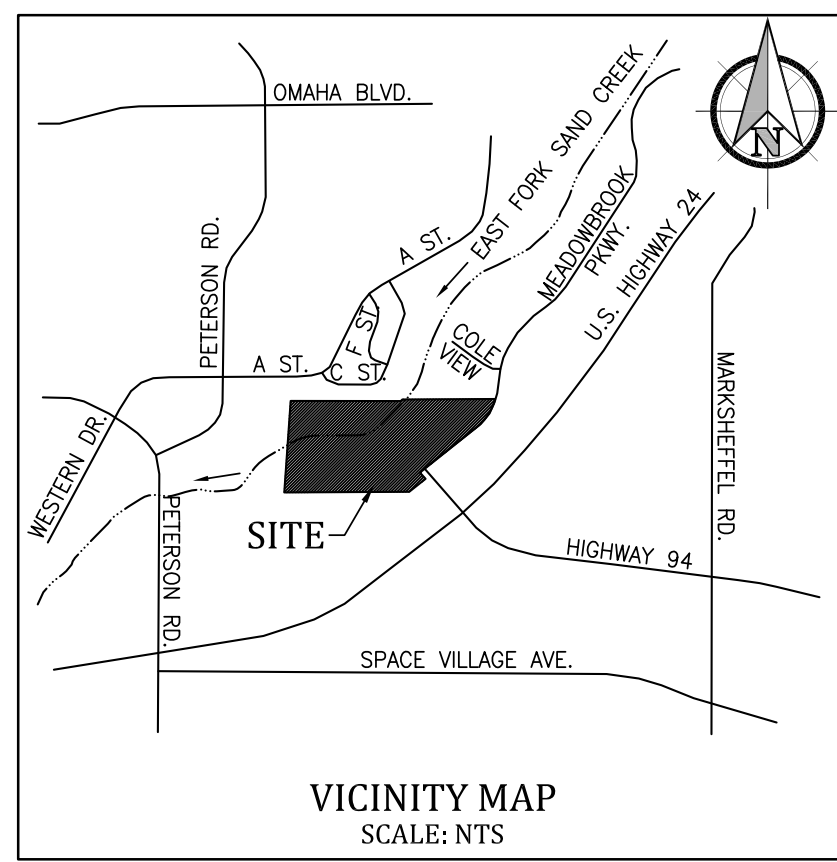 OMAHA BLVD.
EAST FORK SAND CREEK
N
PETERSON RD.
A ST.
MEADOWBROOK
PKWY.
U.S. HIGHWAY 24
F ST.
COLE
VIEW
A ST.
C ST.
MARKSHEFFEL RD.
WESTERN DR.
SITE
PETERSON RD.
HIGHWAY 94
SPACE VILLAGE AVE.
VICINITY MAP
SCALE: NTS